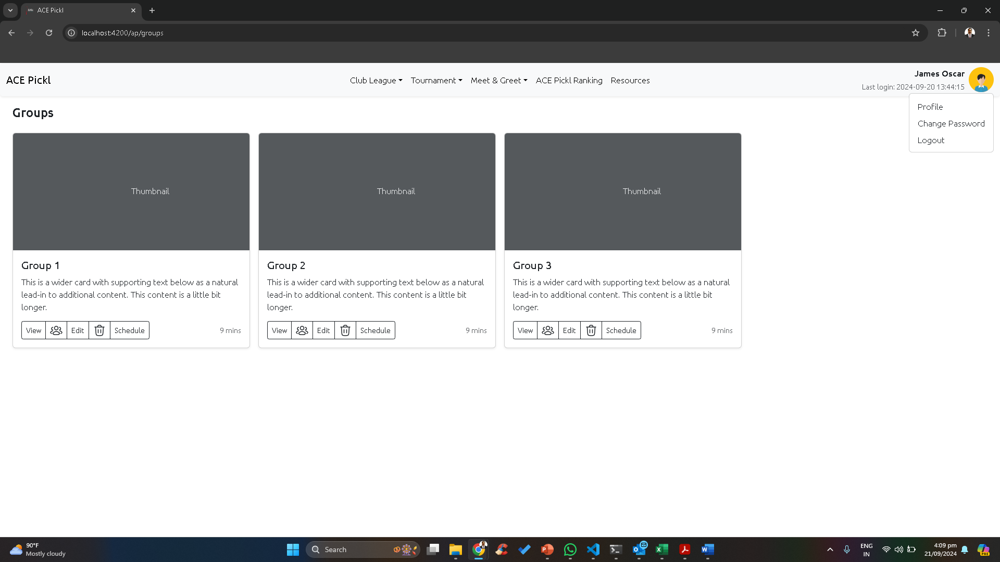 ACE Pickl
localhost:4200/ap/groups
ACE Pickl
Club League
Tournament
Meet & Greet
ACE Pickl Ranking
Resources
James Oscar
Last login: 2024-09-20 13:44:15
Profile
Change Password
Logout
Groups
Thumbnail
Thumbnail
Thumbnail
Group 1
This is a wider card with supporting text below as a natural
lead-in to additional content. This content is a little bit
longer.
View
Edit
Schedule
9 mins
Group 2
This is a wider card with supporting text below as a natural
lead-in to additional content. This content is a little bit
longer.
View
Edit
Schedule
9 mins
Group 3
This is a wider card with supporting text below as a natural
lead-in to additional content. This content is a little bit
longer.
View
Edit
Schedule
9 mins
90°F
Mostly cloudy
Search
ENG
IN
4:09 pm
21/09/2024
PRE